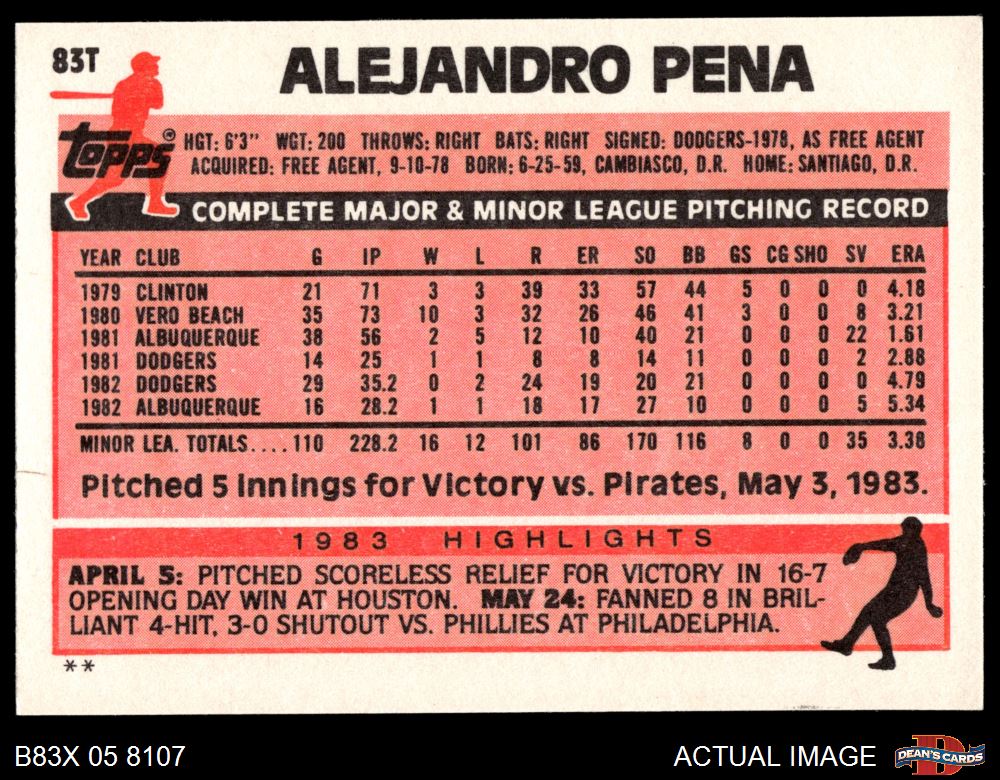 83T
ALEJANDRO PENA
topps®
HGT: 6'3" WGT: 200 THROWS: RIGHT BATS: RIGHT SIGNED: DODGERS-1978, AS FREE AGENT
ACQUIRED: FREE AGENT, 9-10-78 BORN: 6-25-59, CAMBIASCO, D.R. HOME: SANTIAGO, D.R.
COMPLETE MAJOR & MINOR LEAGUE PITCHING RECORD
YEAR CLUB G IP W L R ER SO BB GS CG SHO SV ERA
1979 CLINTON 21 71 3 3 39 33 57 44 5 0 0 0 4.18
1980 VERO BEACH 35 73 10 3 32 26 46 41 3 0 0 8 3.21
1981 ALBUQUERQUE 38 56 2 5 12 10 40 21 0 0 0 22 1.61
1981 DODGERS 14 25 1 1 8 8 14 11 0 0 0 2 2.88
1982 DODGERS 29 35.2 0 2 24 19 20 21 0 0 0 0 4.79
1982 ALBUQUERQUE 16 28.2 1 1 18 17 27 10 0 0 0 5 5.34
MINOR LEA. TOTALS....110 228.2 16 12 101 86 170 116 8 0 0 35 3.38
Pitched 5 Innings for Victory vs. Pirates, May 3, 1983.
1983 HIGHLIGHTS
APRIL 5: PITCHED SCORELESS RELIEF FOR VICTORY IN 16-7
OPENING DAY WIN AT HOUSTON. MAY 24: FANNED 8 IN BRIL-
LIANT 4-HIT, 3-0 SHUTOUT VS. PHILLIES AT PHILADELPHIA.
**
B83X 05 8107
ACTUAL IMAGE
D
DEAN'S CARDS